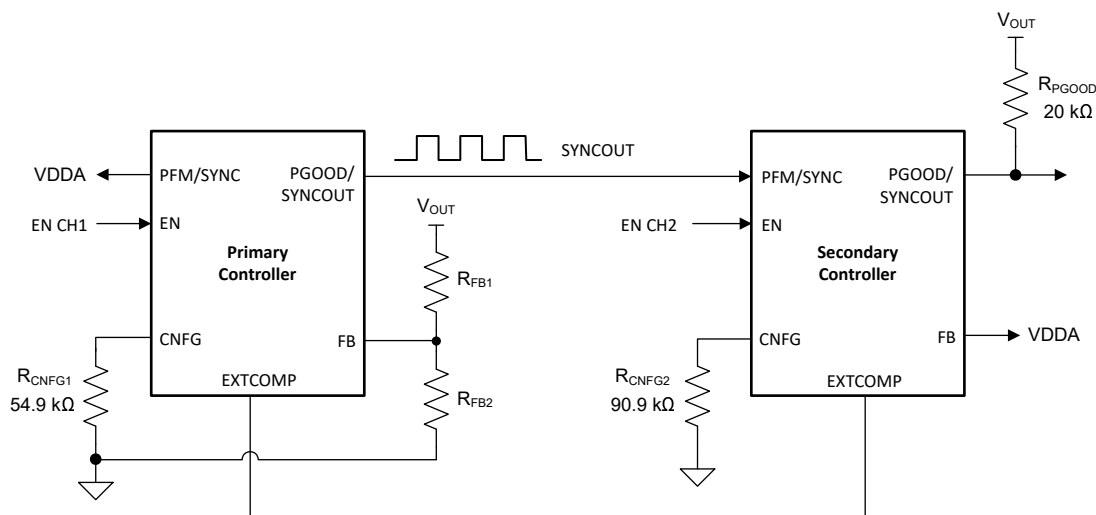 VOUT
RPGOOD
20 kΩ
SYNCOUT
VDDA
PFM/SYNC
PGOOD/
SYNCOUT
EN CH1
EN
VOUT
Primary
Controller
RFB1
CNFG
FB
RCNFG1
54.9 kΩ
EXTCOMP
RFB2
PFM/SYNC
PGOOD/
SYNCOUT
EN CH2
EN
Secondary
Controller
CNFG
FB
VDDA
RCNFG2
90.9 kΩ
EXTCOMP